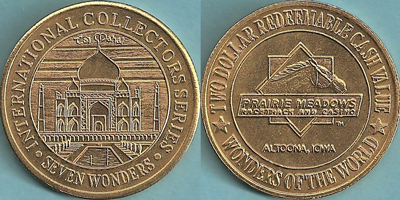 INTERNATIONAL COLLECTORS SERIES
Taj Mahal
• SEVEN WONDERS •
TWO DOLLAR REDEEMABLE CASH VALUE
PRAIRIE MEADOWS
RACETRACK AND CASINO
TM
ALTOONA, IOWA
★ WONDERS OF THE WORLD ★